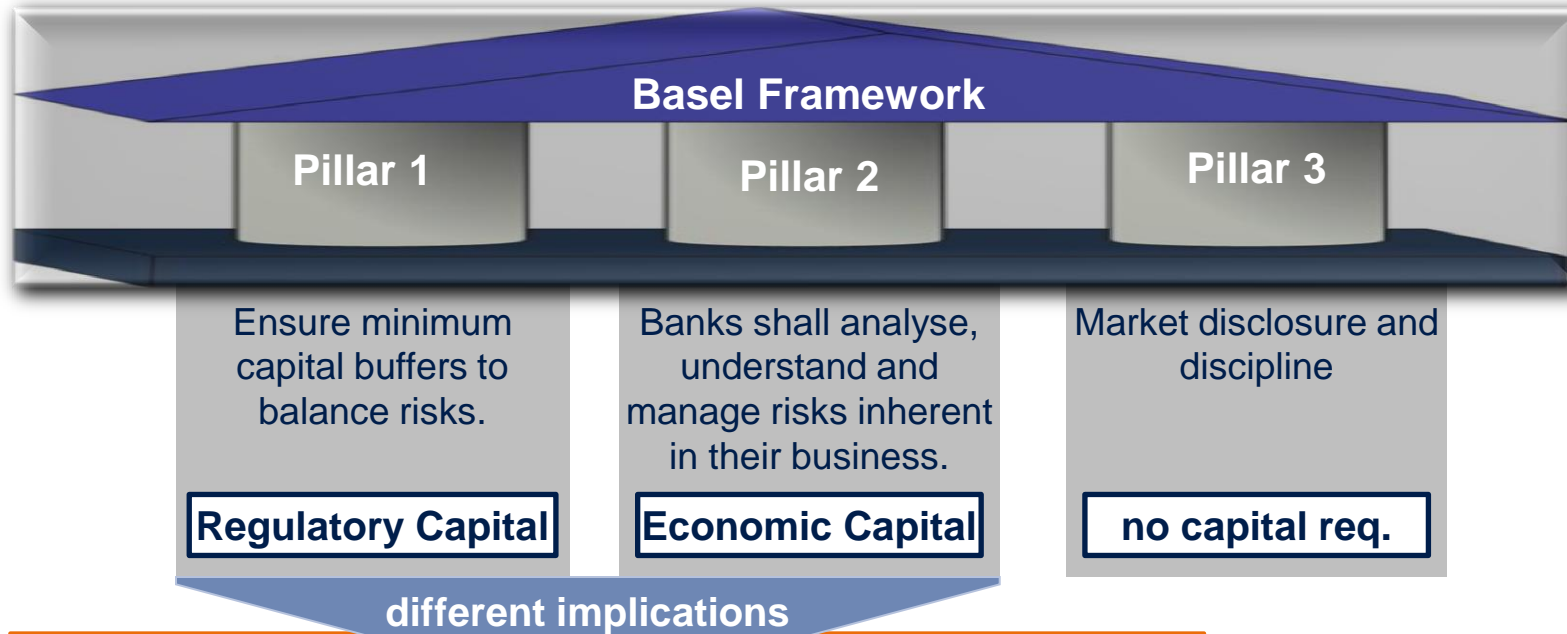 Basel Framework
Pillar 1
Pillar 2
Pillar 3
Ensure minimum
capital buffers to
balance risks.
Regulatory Capital
Banks shall analyse,
understand and
manage risks inherent
in their business.
Economic Capital
Market disclosure and
discipline
no capital req.
different implications